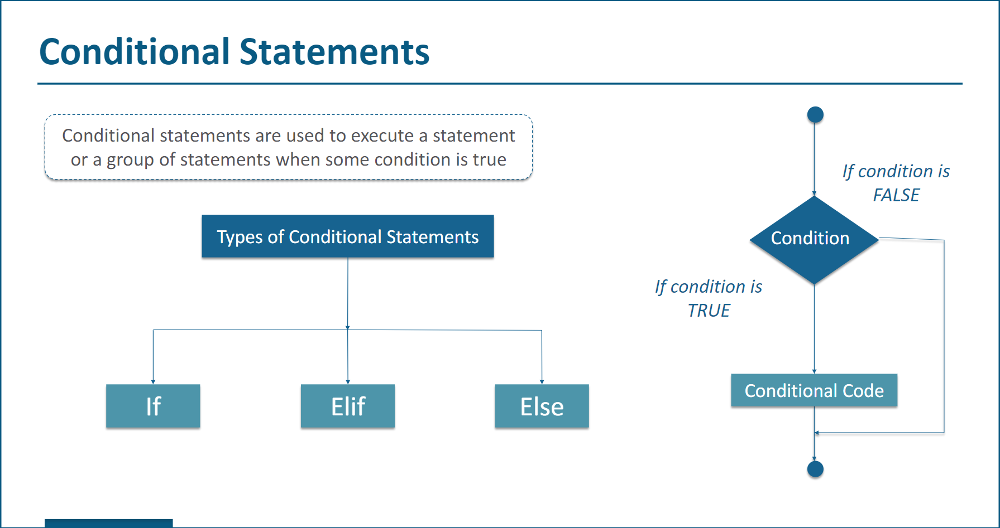 Conditional Statements
Conditional statements are used to execute a statement
or a group of statements when some condition is true
Types of Conditional Statements
If
Elif
Else
If condition is
FALSE
Condition
If condition is
TRUE
Conditional Code